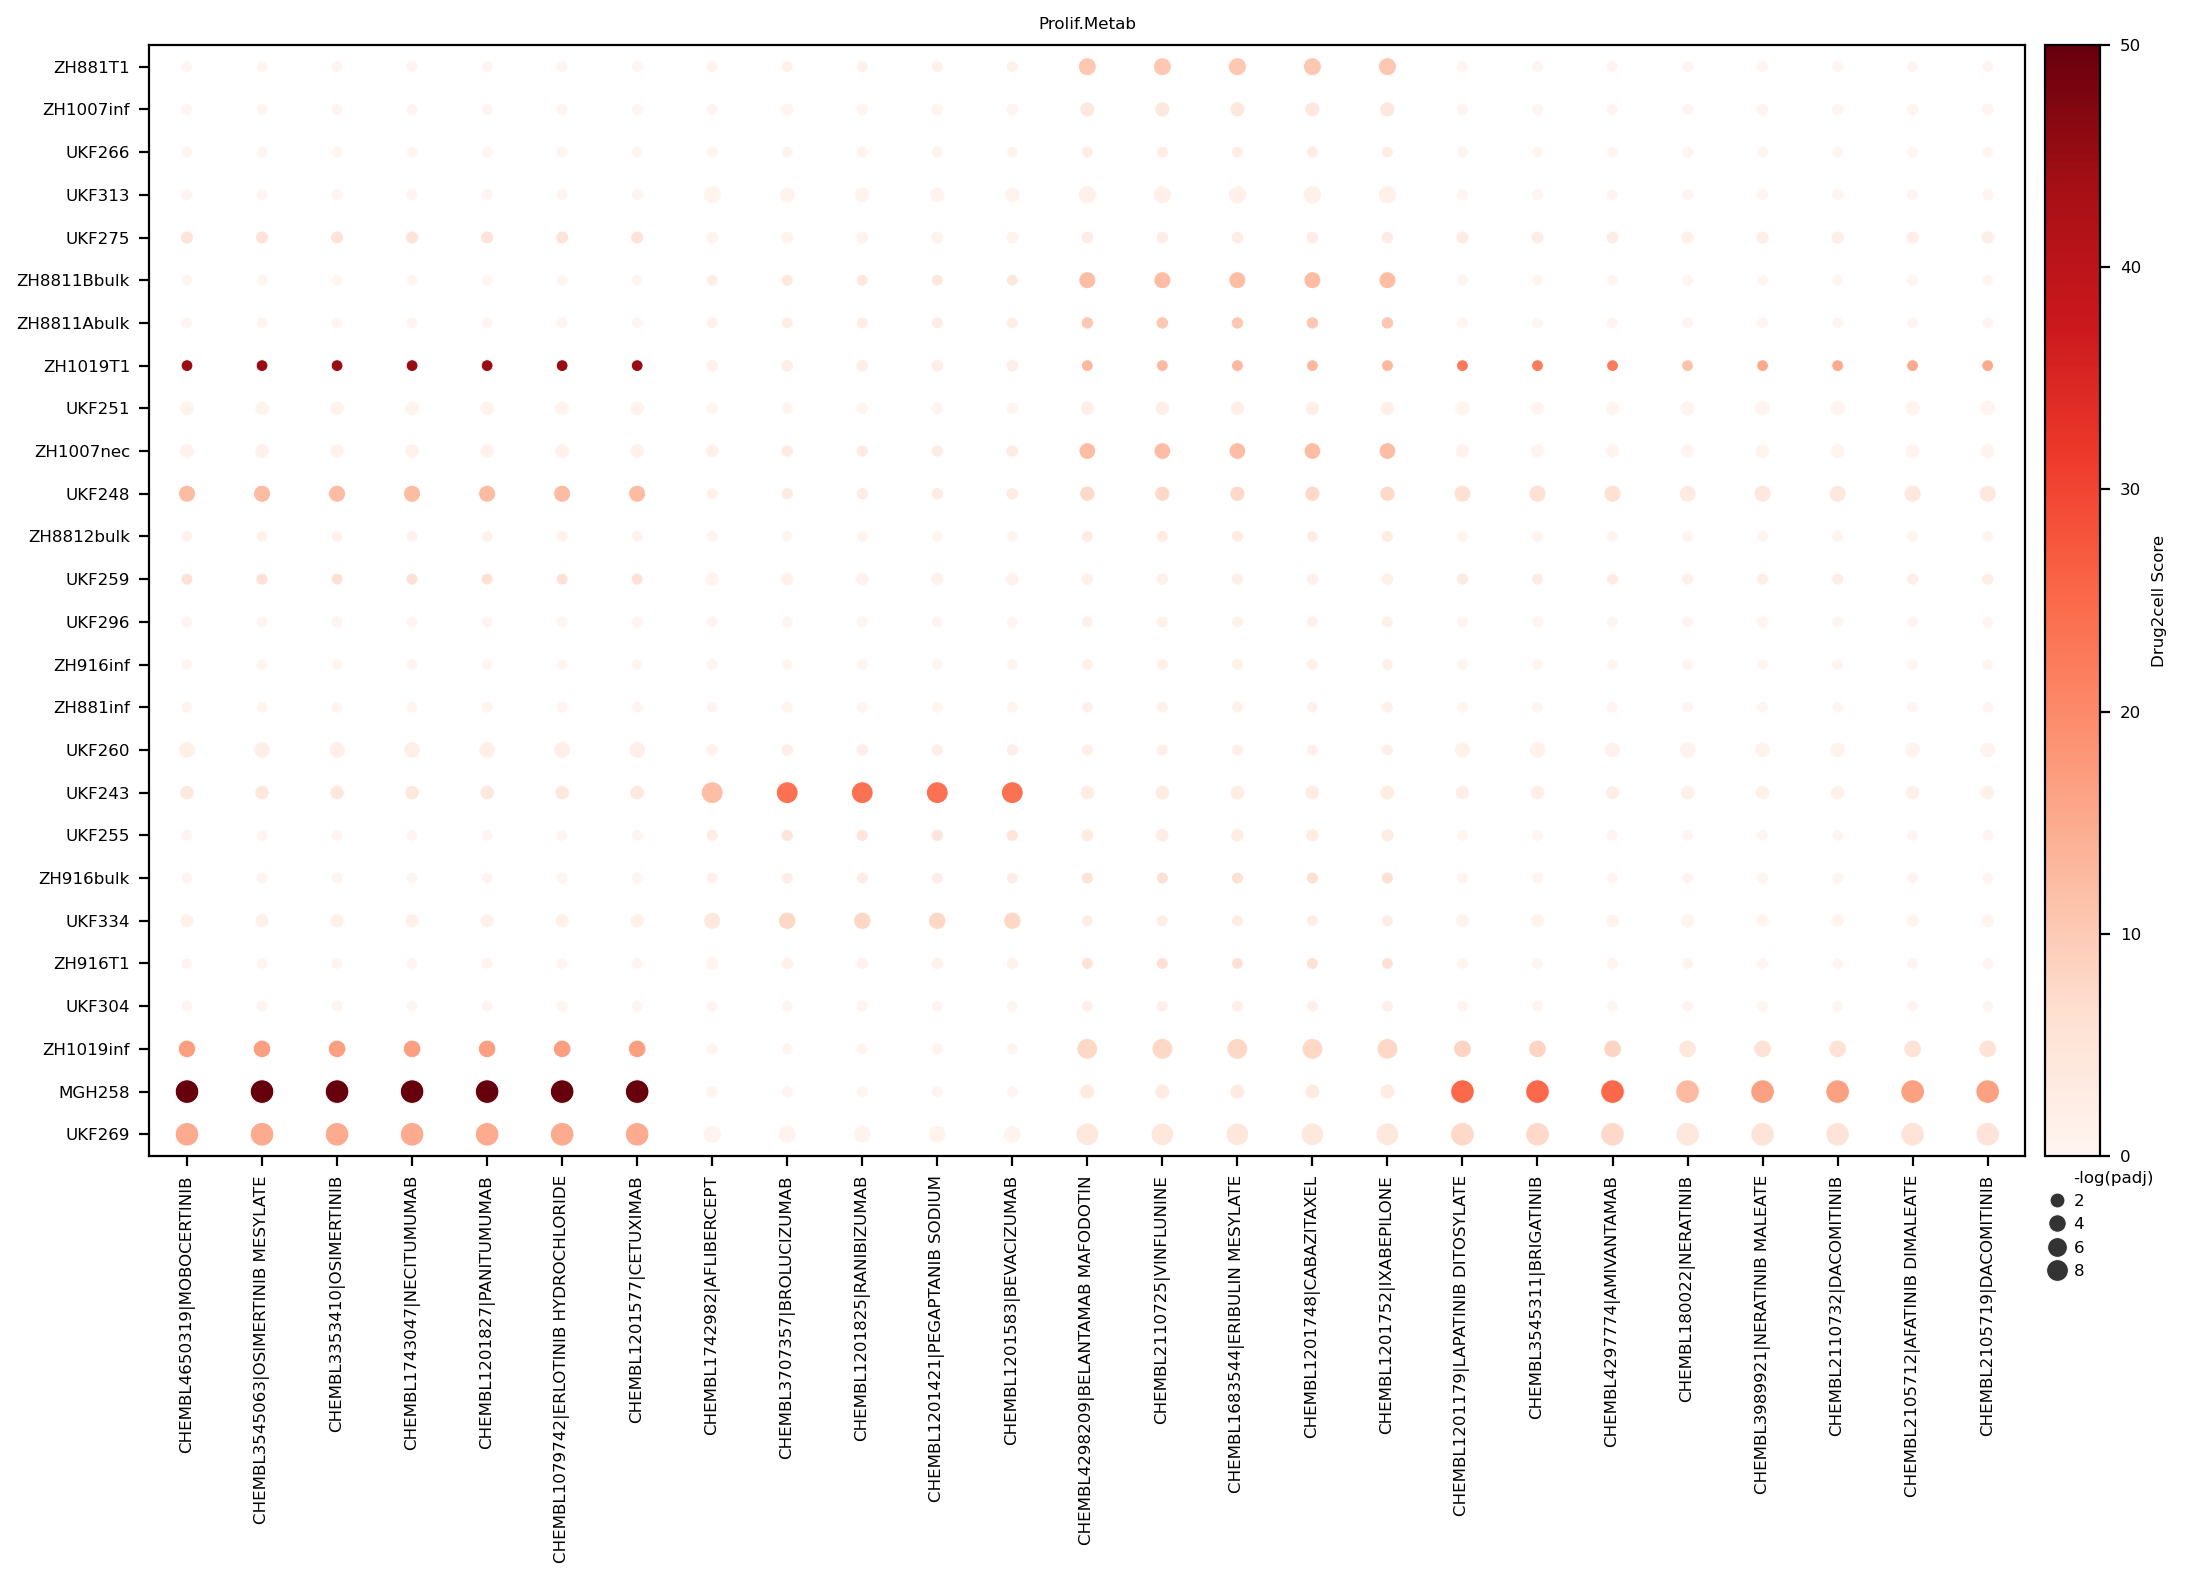 Prolif.Metab
ZH881T1
ZH1007inf
UKF266
UKF313
UKF275
ZH8811Bbulk
ZH8811Abulk
ZH1019T1
UKF251
ZH1007nec
UKF248
ZH8812bulk
UKF259
UKF296
ZH916inf
ZH881inf
UKF260
UKF243
UKF255
ZH916bulk
UKF334
ZH916T1
UKF304
ZH1019inf
MGH258
UKF269
CHEMBL4650319|MOBOCERTINIB
CHEMBL3545063|OSIMERTINIB MESYLATE
CHEMBL3353410|OSIMERTINIB
CHEMBL1743047|NECITUMUMAB
CHEMBL1201827|PANITUMUMAB
CHEMBL1079742|ERLOTINIB HYDROCHLORIDE
CHEMBL1201577|CETUXIMAB
CHEMBL1742982|AFLIBERCEPT
CHEMBL3707357|BROLUCIZUMAB
CHEMBL1201825|RANIBIZUMAB
CHEMBL1201421|PEGAPTANIB SODIUM
CHEMBL1201583|BEVACIZUMAB
CHEMBL4298209|BELANTAMAB MAFODOTIN
CHEMBL2110725|VINFLUNINE
CHEMBL1683544|ERIBULIN MESYLATE
CHEMBL1201748|CABAZITAXEL
CHEMBL1201752|IXABEPILONE
CHEMBL1201179|LAPATINIB DITOSYLATE
CHEMBL3545311|BRIGATINIB
CHEMBL4297774|AMIVANTAMAB
CHEMBL180022|NERATINIB
CHEMBL3989921|NERATINIB MALEATE
CHEMBL2110732|DACOMITINIB
CHEMBL2105712|AFATINIB DIMALEATE
CHEMBL2105719|DACOMITINIB
50
40
30
20
10
0
Drug2cell Score
-log(padj)
2
4
6
8